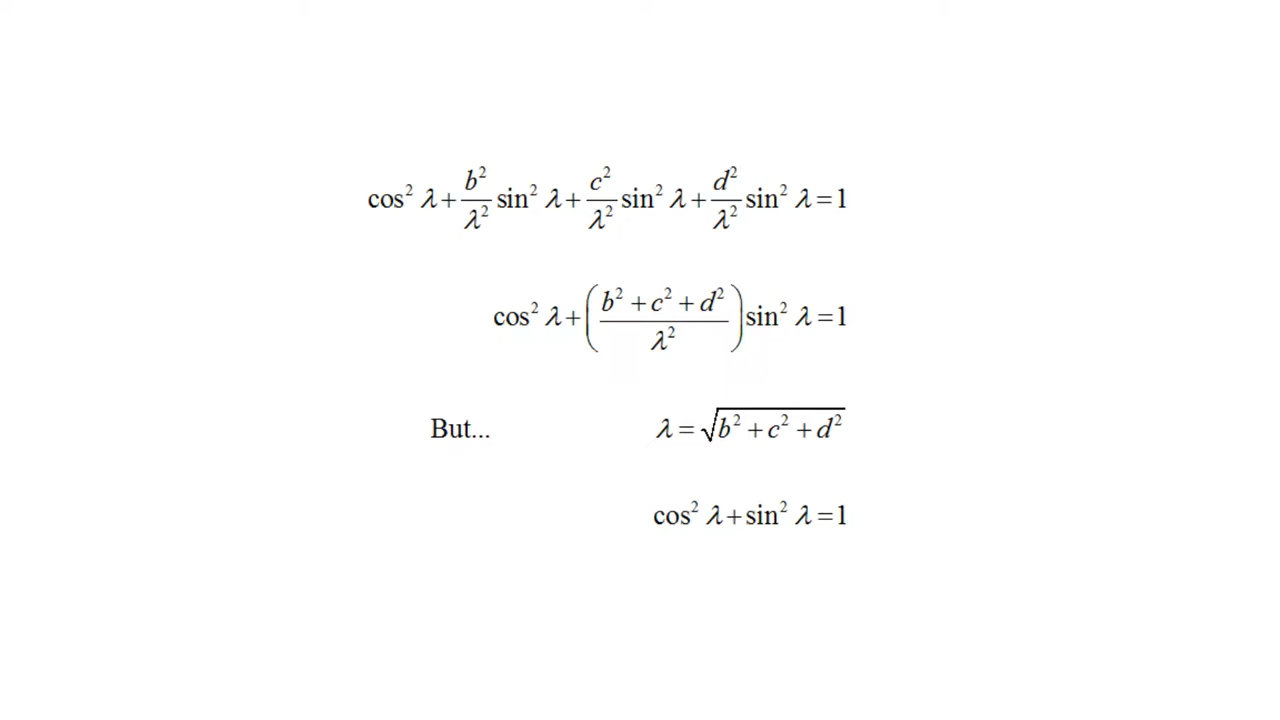 cos² λ + b²/λ² sin² λ + c²/λ² sin² λ + d²/λ² sin² λ = 1
cos² λ + ((b² + c² + d²)/λ²) sin² λ = 1
But... λ = √(b² + c² + d²)
cos² λ + sin² λ = 1